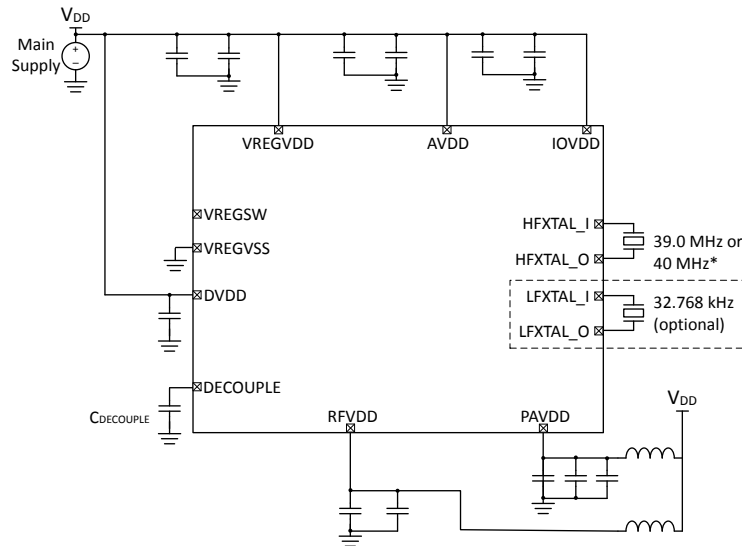 VDD
Main
Supply
+
−
VREGVDD
AVDD
IOVDD
VREGSW
HFXTAL_I
39.0 MHz or
40 MHz*
VREGVSS
HFXTAL_O
DVDD
LFXTAL_I
32.768 kHz
(optional)
LFXTAL_O
DECOUPLE
CDECOUPLE
RFVDD
PAVDD
VDD